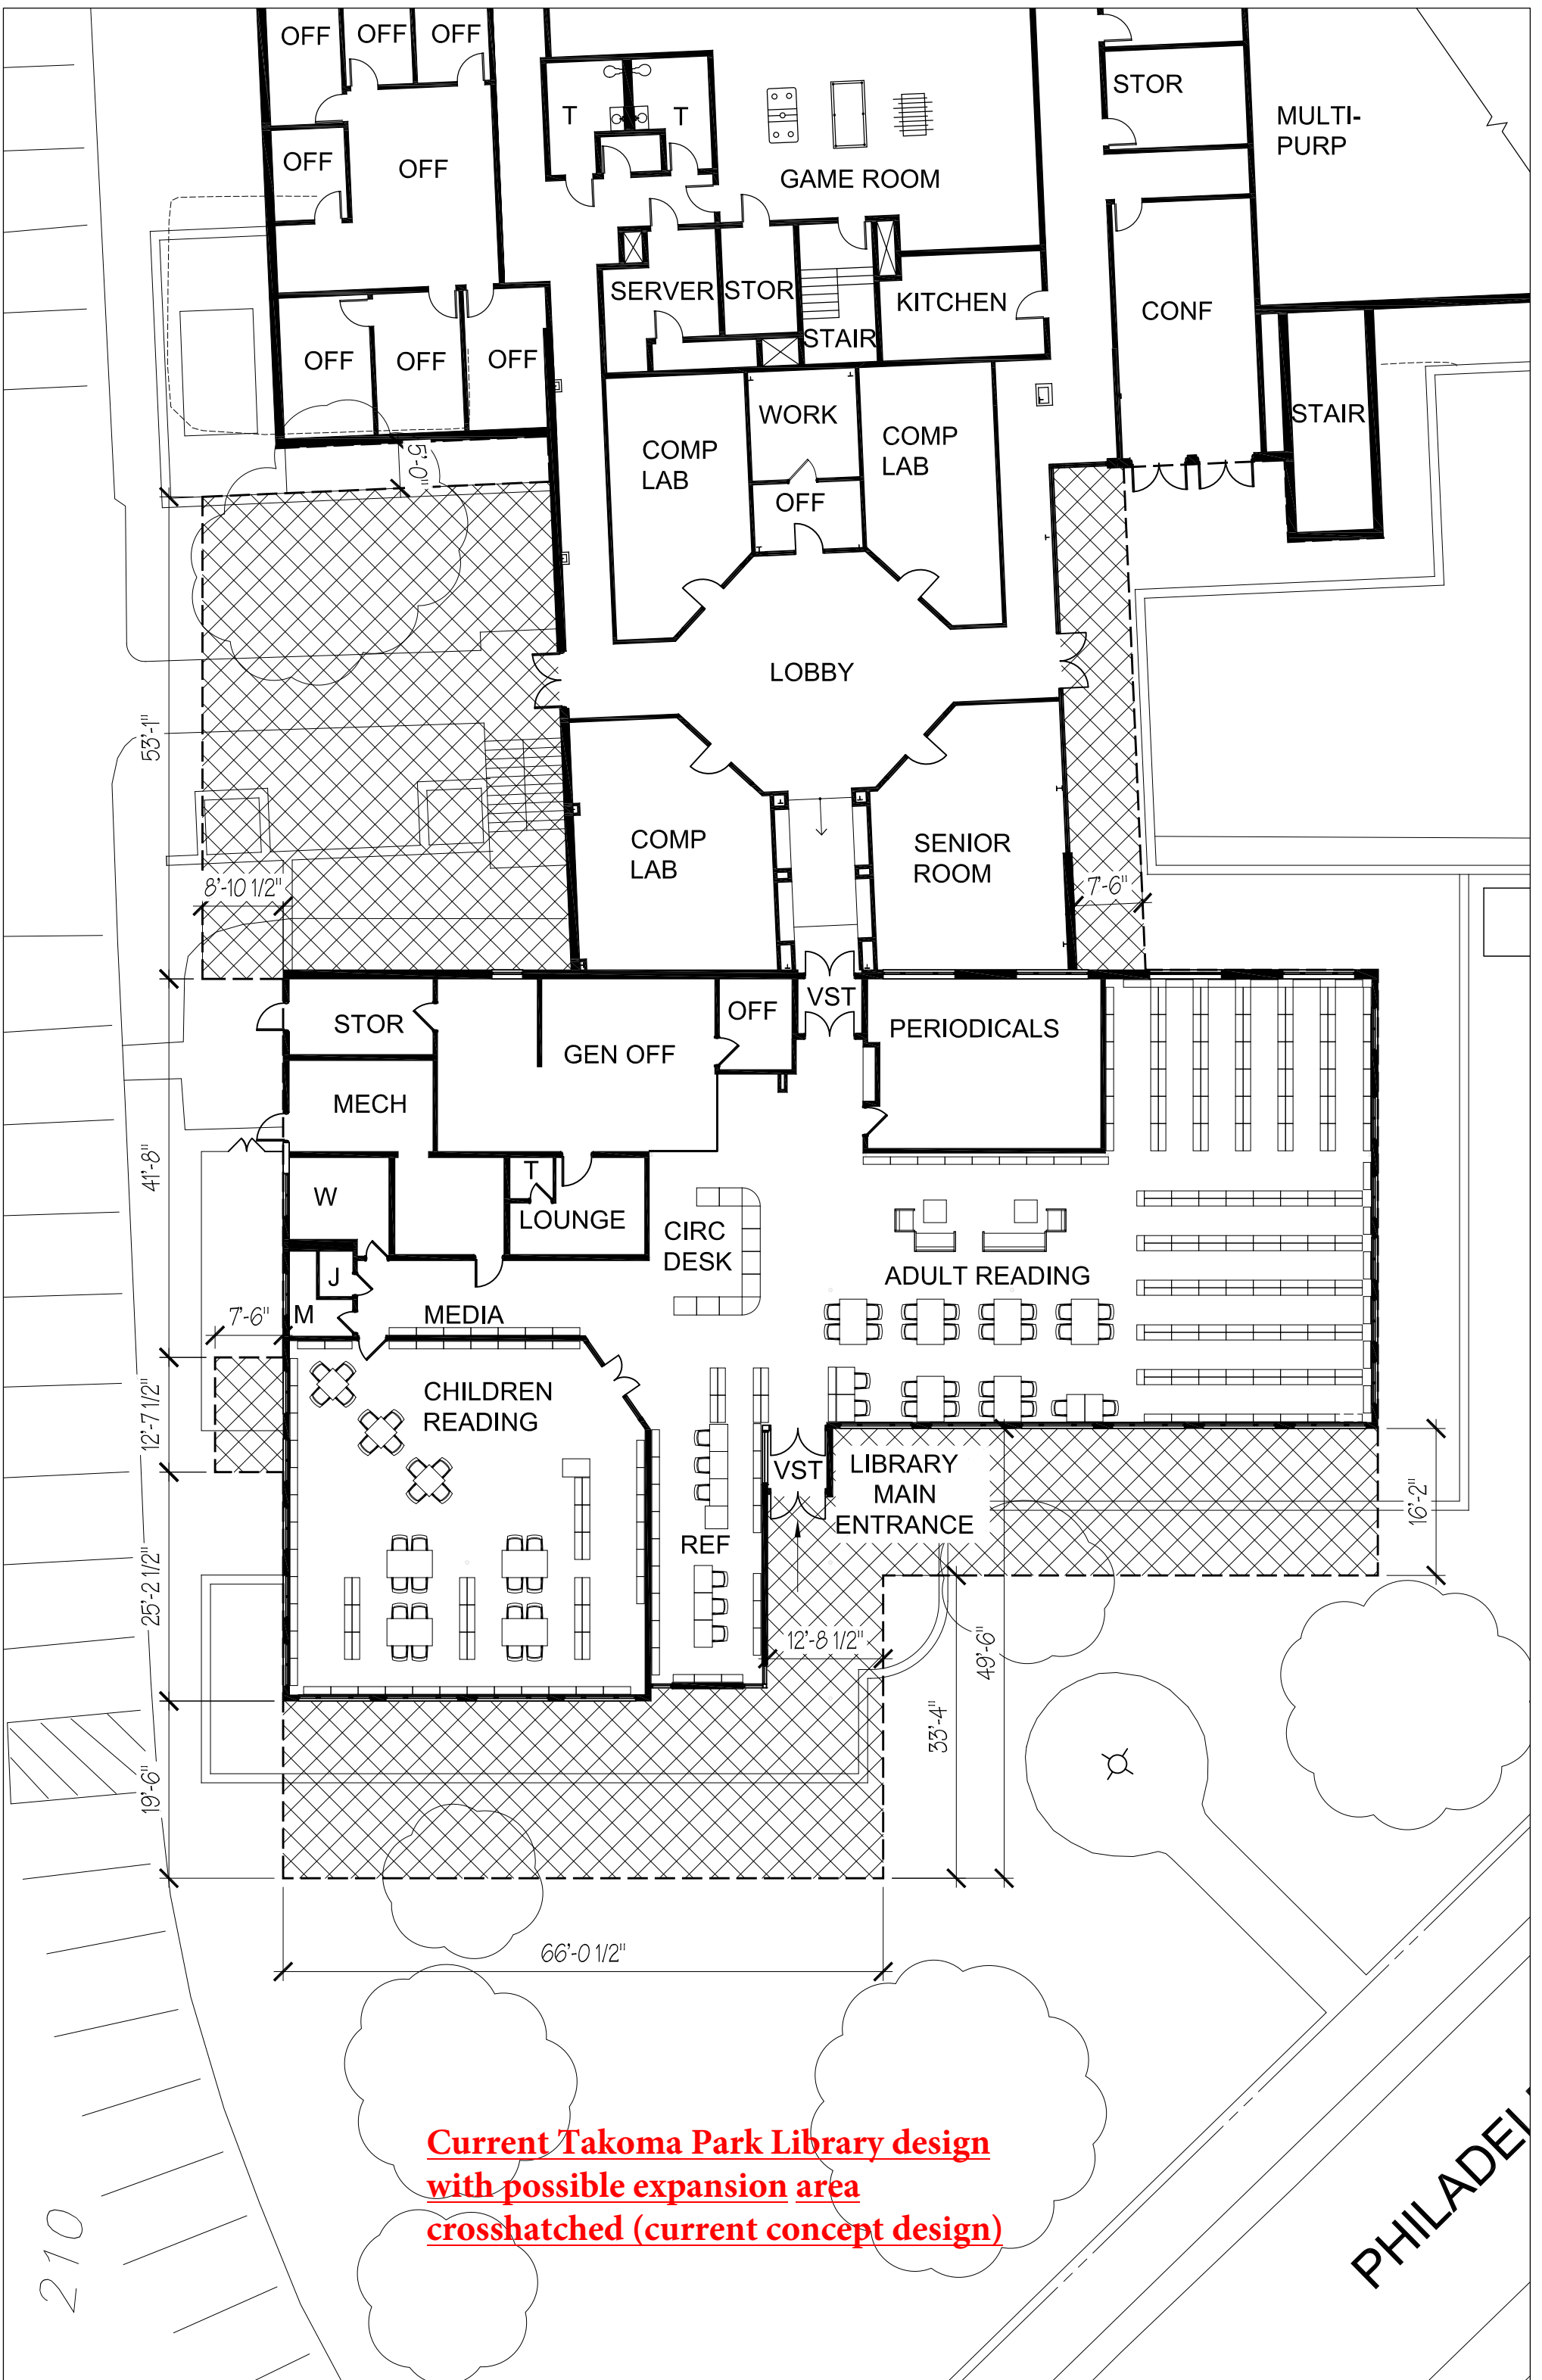 OFF
OFF
OFF
T
T
STOR
MULTI-
PURP
OFF
OFF
GAME ROOM
SERVER
STOR
STAIR
KITCHEN
CONF
OFF
OFF
OFF
STAIR
5'-0"
COMP
LAB
WORK
OFF
COMP
LAB
LOBBY
53'-1"
COMP
LAB
SENIOR
ROOM
8'-10 1/2"
7'-6"
STOR
GEN OFF
OFF
VST
PERIODICALS
MECH
41'-8"
W
T
LOUNGE
CIRC
DESK
ADULT READING
J
M
MEDIA
7'-6"
CHILDREN
READING
12'-7 1/2"
VST
LIBRARY
MAIN
ENTRANCE
16'-2"
REF
25'-2 1/2"
12'-8 1/2"
49'-6"
33'-4"
19'-6"
66'-0 1/2"
Current Takoma Park Library design
with possible expansion area
crosshatched (current concept design)
210
PHILADEL